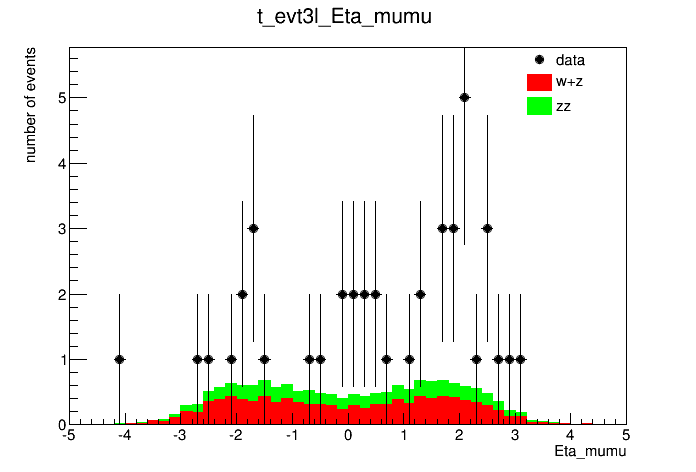 t_evt3l_Eta_mumu
number of events
data
w+z
zz
5
4
3
2
1
0
-5 -4 -3 -2 -1 0 1 2 3 4 5
Eta_mumu